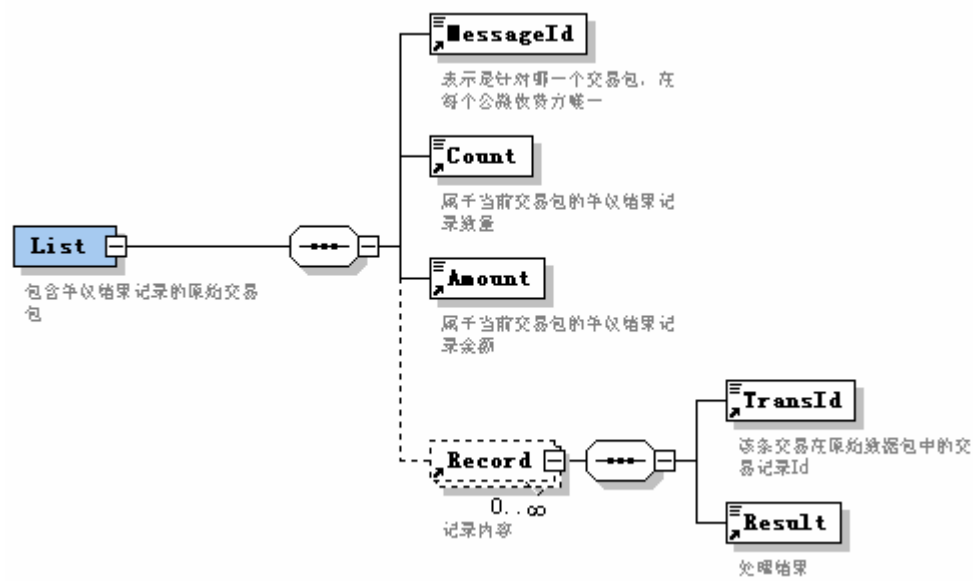 MessageId
表示是针对哪一个交易包，在
每个公路收费方唯一
Count
属于当前交易包的争议结果记
录数量
List
包含争议结果记录的原始交易
包
Amount
属于当前交易包的争议结果记
录金额
TransId
该条交易在原始数据包中的交
易记录Id
Record
0..∞
记录内容
Result
处理结果